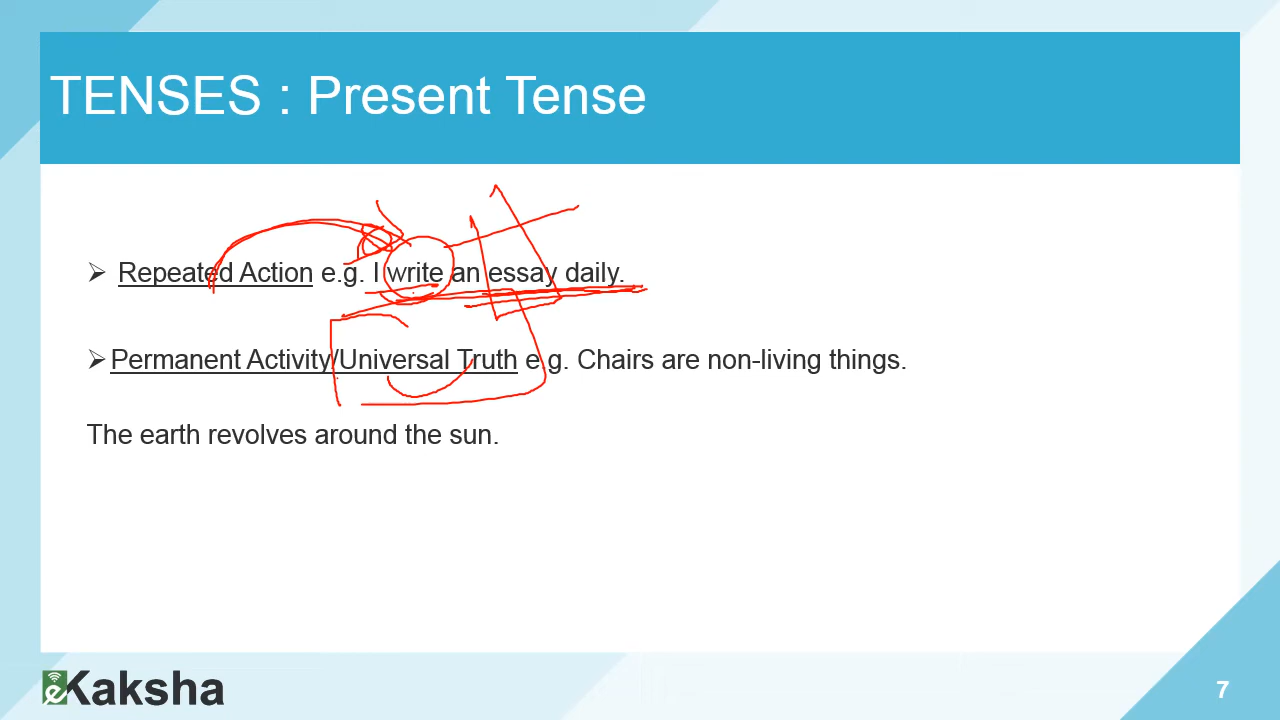 TENSES : Present Tense
➢ Repeated Action e.g. I write an essay daily.
➢ Permanent Activity/Universal Truth e.g. Chairs are non-living things.
The earth revolves around the sun.
eKaksha
7